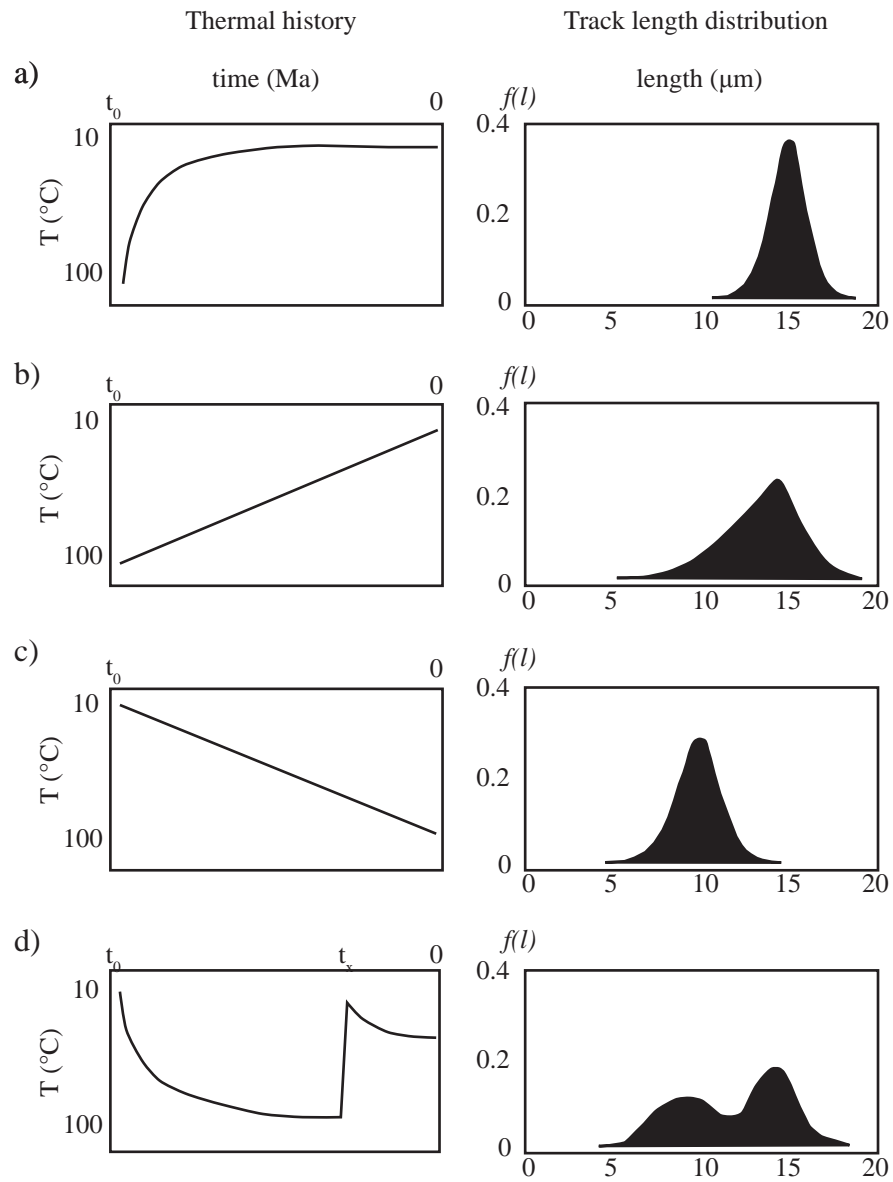 Thermal history Track length distribution
a) time (Ma) length (μm)
t0 0 f(l)
10
T (°C)
100
0.4
0.2
0
0 5 10 15 20
b) t0 0 f(l)
10
T (°C)
100
0.4
0.2
0
0 5 10 15 20
c) t0 0 f(l)
10
T (°C)
100
0.4
0.2
0
0 5 10 15 20
d) t0 tx 0 f(l)
10
T (°C)
100
0.4
0.2
0
0 5 10 15 20